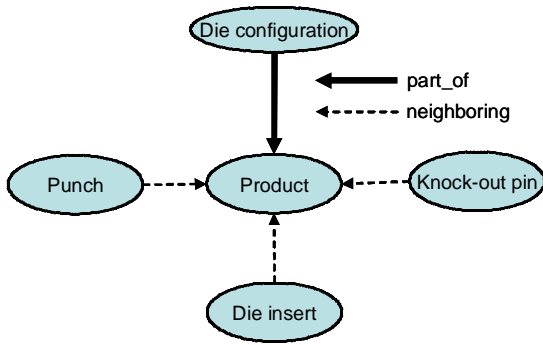 Die configuration
part_of
neighboring
Punch
Product
Knock-out pin
Die insert